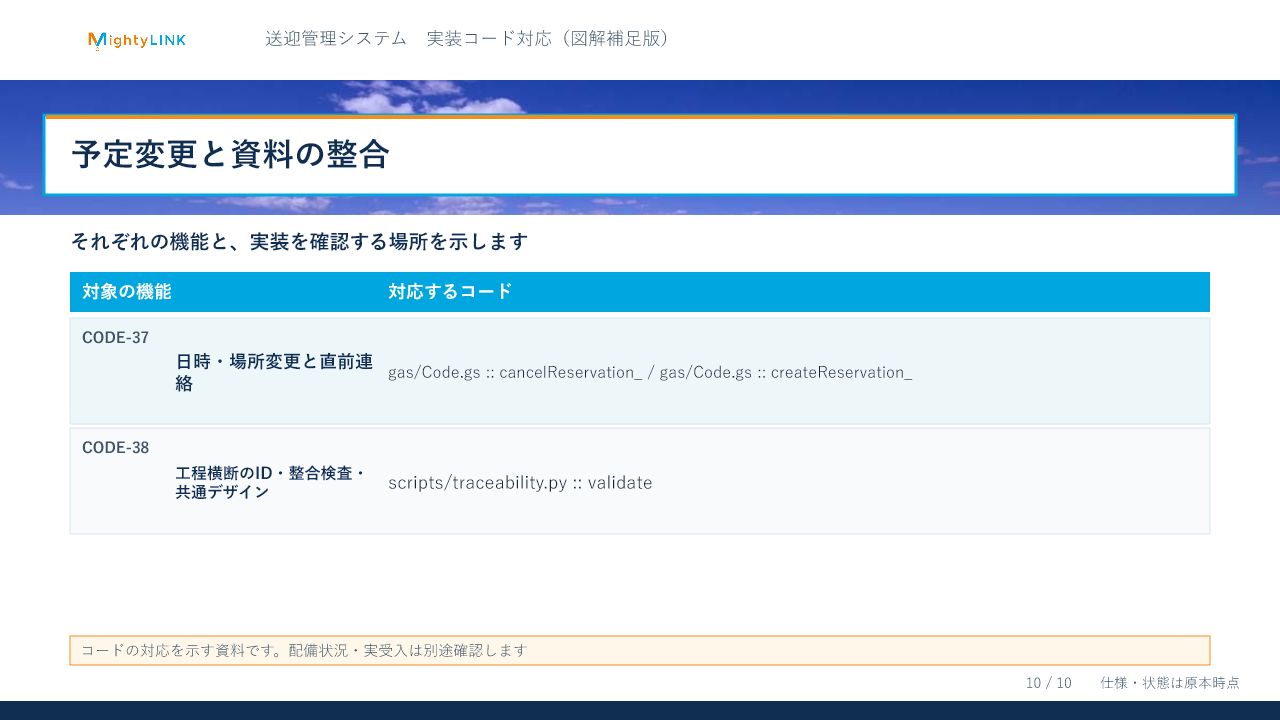 MightyLINK
送迎管理システム　実装コード対応（図解補足版）
予定変更と資料の整合
それぞれの機能と、実装を確認する場所を示します
対象の機能
対応するコード
CODE-37
日時・場所変更と直前連
絡
gas/Code.gs :: cancelReservation_ / gas/Code.gs :: createReservation_
CODE-38
工程横断のID・整合検査・
共通デザイン
scripts/traceability.py :: validate
コードの対応を示す資料です。配備状況・実受入は別途確認します
10 / 10　　仕様・状態は原本時点